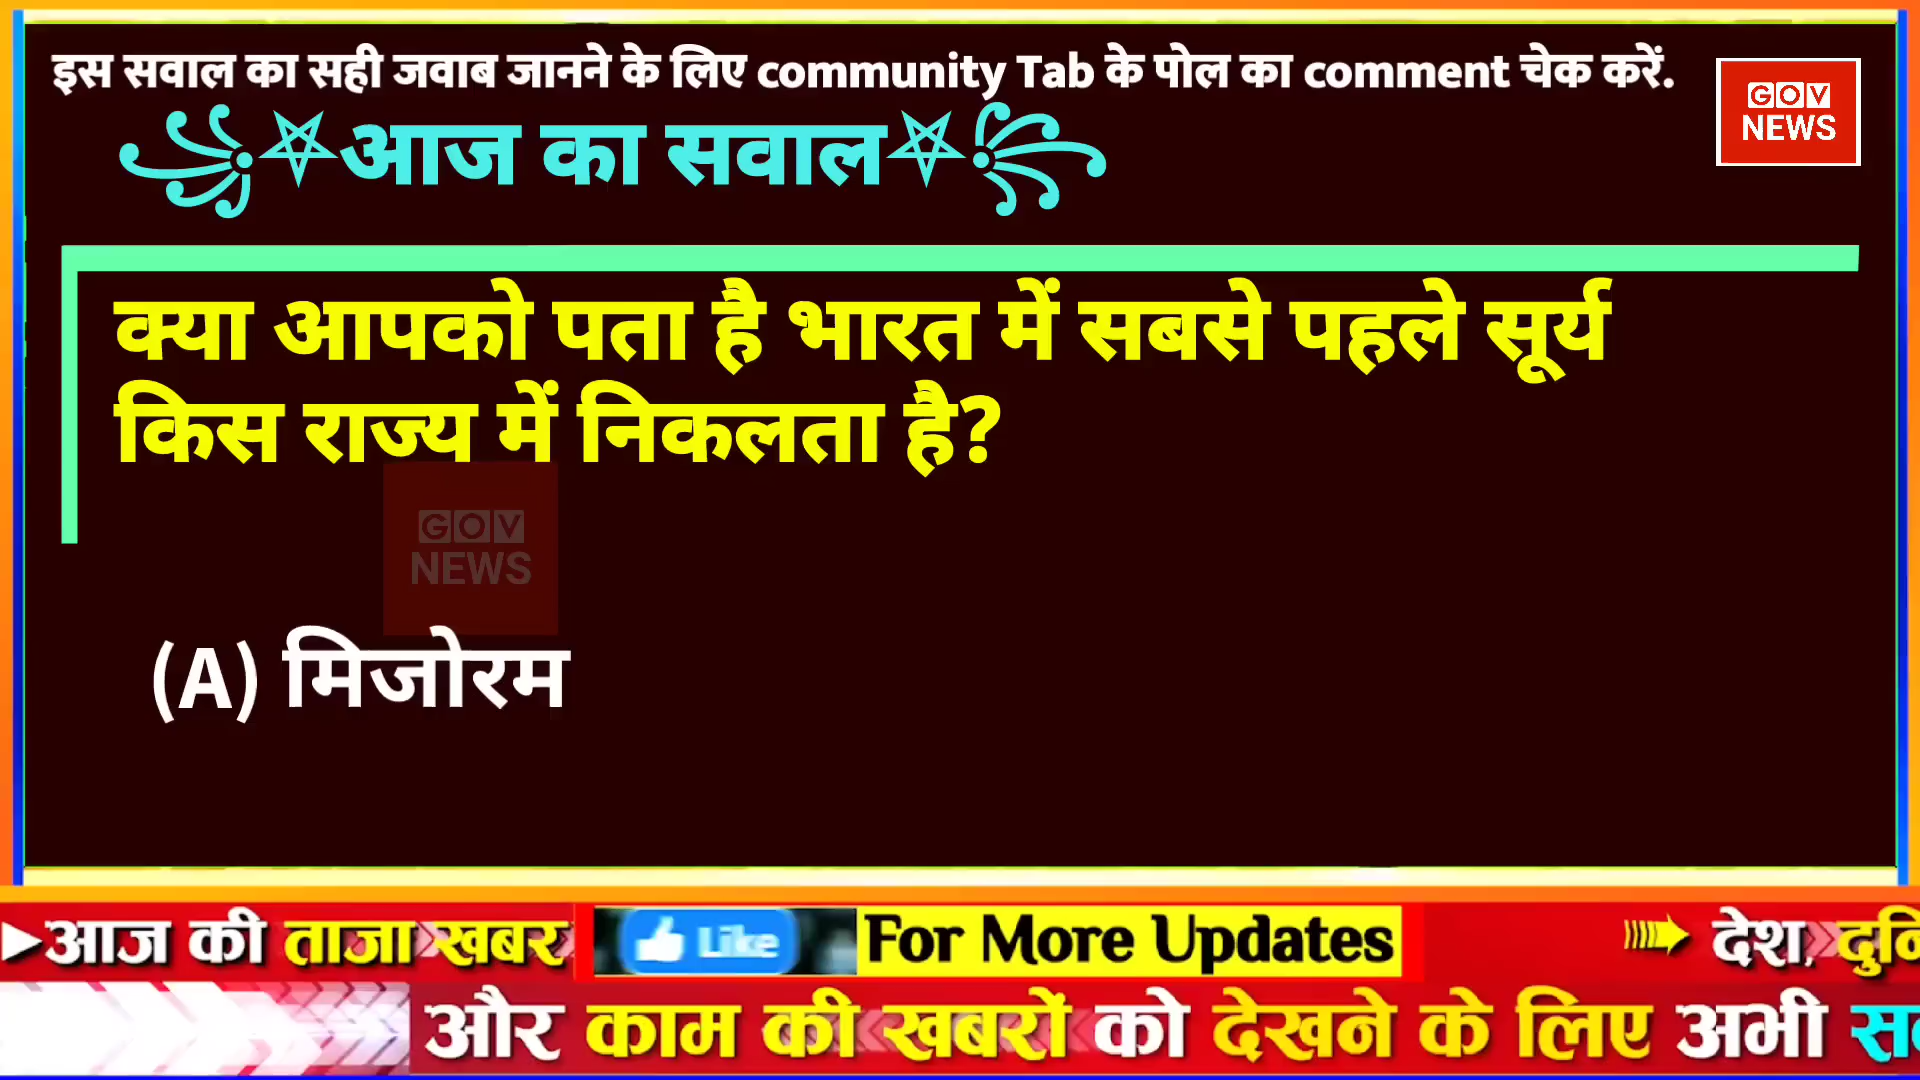 इस सवाल का सही जवाब जानने के लिए community Tab के पोल का comment चेक करें.
GOV
NEWS
आज का सवाल
क्या आपको पता है भारत में सबसे पहले सूर्य
किस राज्य में निकलता है?
GOV
NEWS
(A) मिजोरम
आज की ताजा खबर
Like
For More Updates
देश,
और काम की खबरों को देखने के लिए अभी